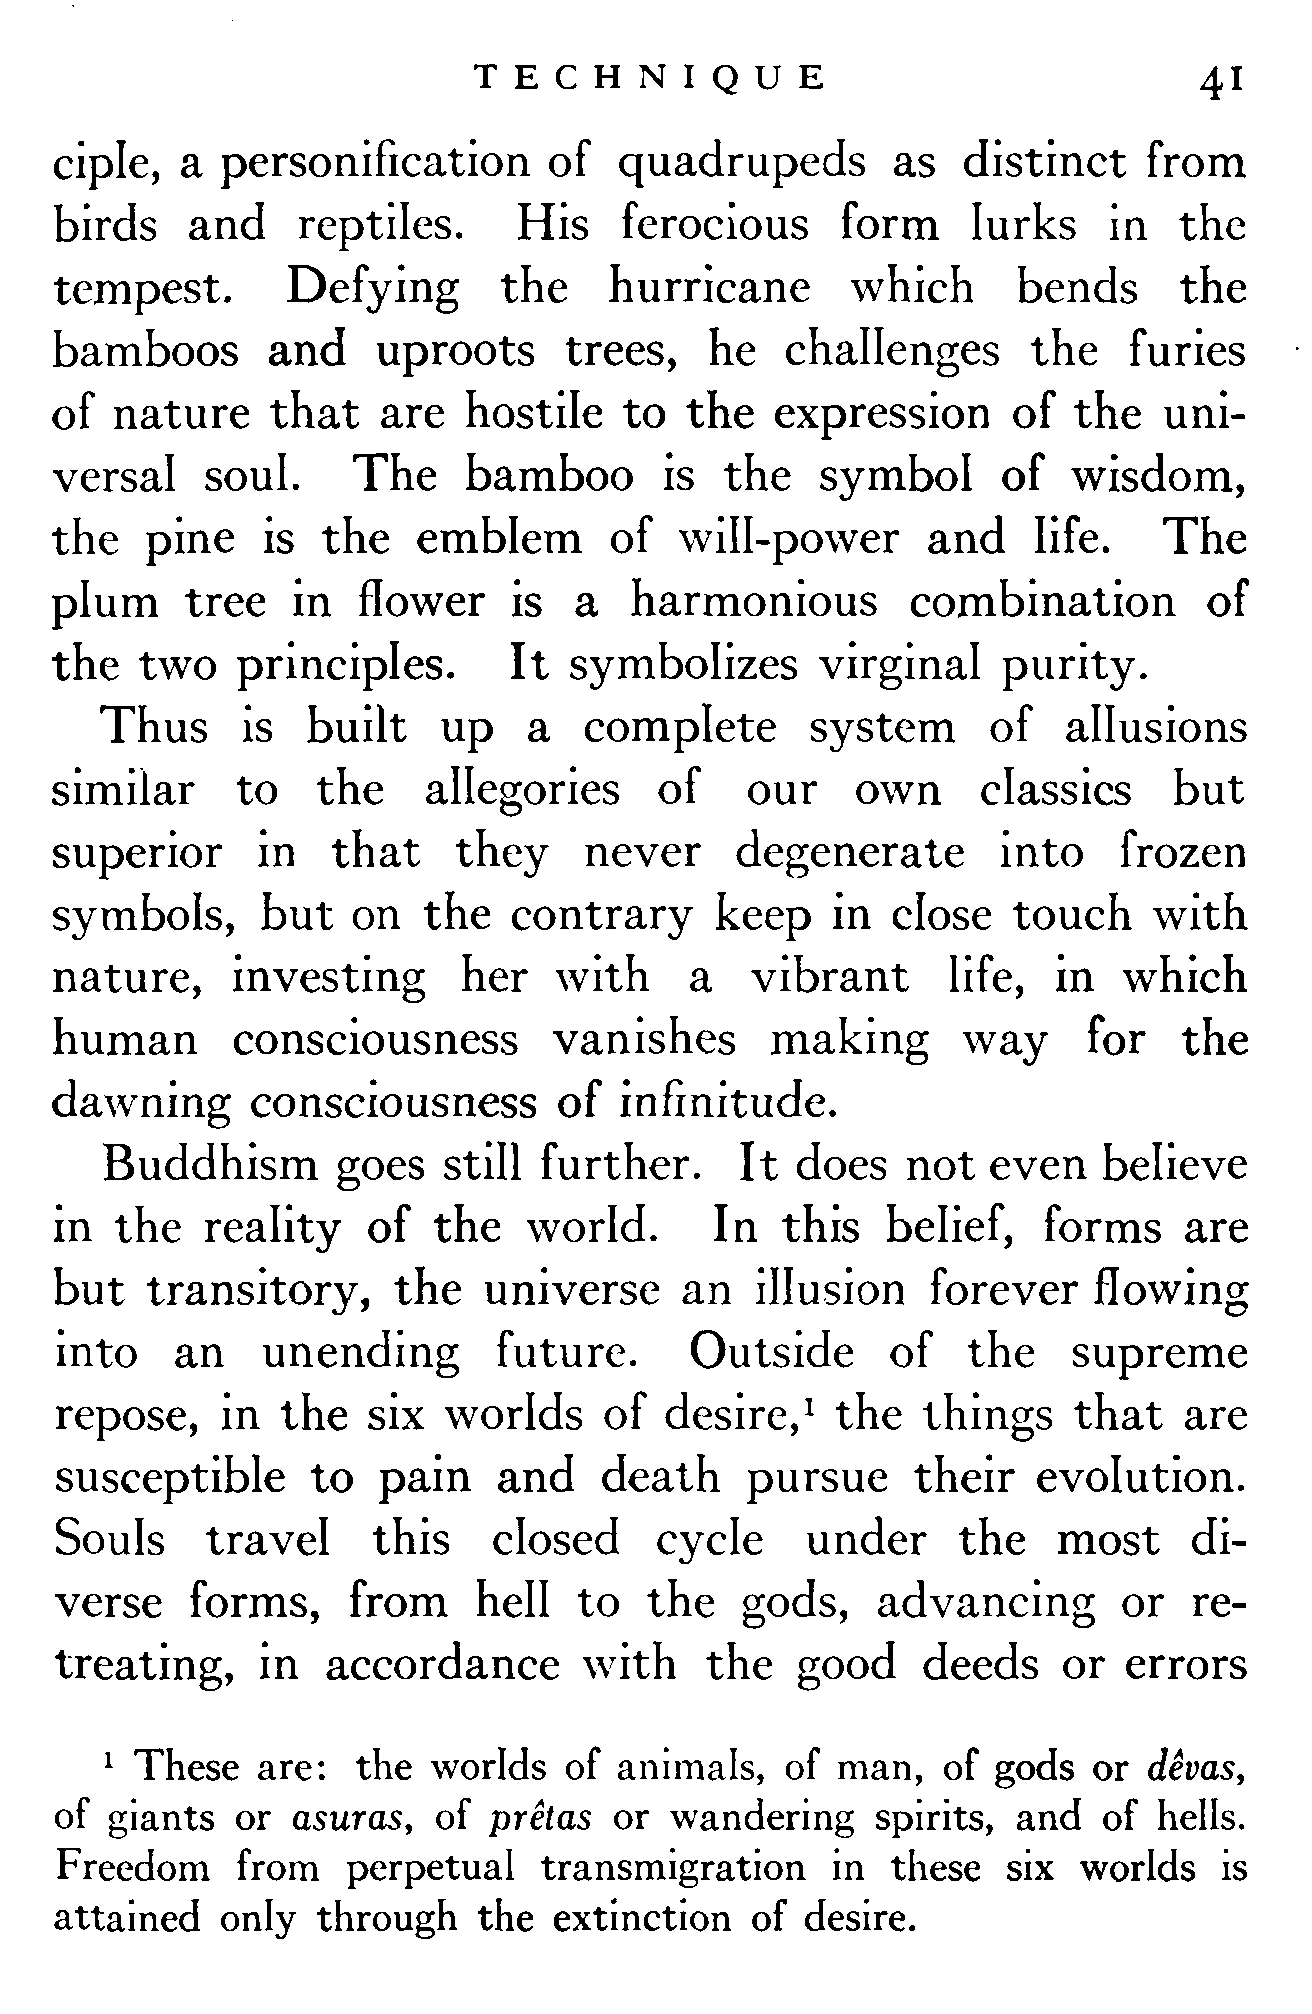 TECHNIQUE 41
ciple, a personification of quadrupeds as distinct from
birds and reptiles. His ferocious form lurks in the
tempest. Defying the hurricane which bends the
bamboos and uproots trees, he challenges the furies
of nature that are hostile to the expression of the uni-
versal soul. The bamboo is the symbol of wisdom,
the pine is the emblem of will-power and life. The
plum tree in flower is a harmonious combination of
the two principles. It symbolizes virginal purity.
Thus is built up a complete system of allusions
similar to the allegories of our own classics but
superior in that they never degenerate into frozen
symbols, but on the contrary keep in close touch with
nature, investing her with a vibrant life, in which
human consciousness vanishes making way for the
dawning consciousness of infinitude.
Buddhism goes still further. It does not even believe
in the reality of the world. In this belief, forms are
but transitory, the universe an illusion forever flowing
into an unending future. Outside of the supreme
repose, in the six worlds of desire,¹ the things that are
susceptible to pain and death pursue their evolution.
Souls travel this closed cycle under the most di-
verse forms, from hell to the gods, advancing or re-
treating, in accordance with the good deeds or errors
¹ These are: the worlds of animals, of man, of gods or dêvas,
of giants or asuras, of prêtas or wandering spirits, and of hells.
Freedom from perpetual transmigration in these six worlds is
attained only through the extinction of desire.